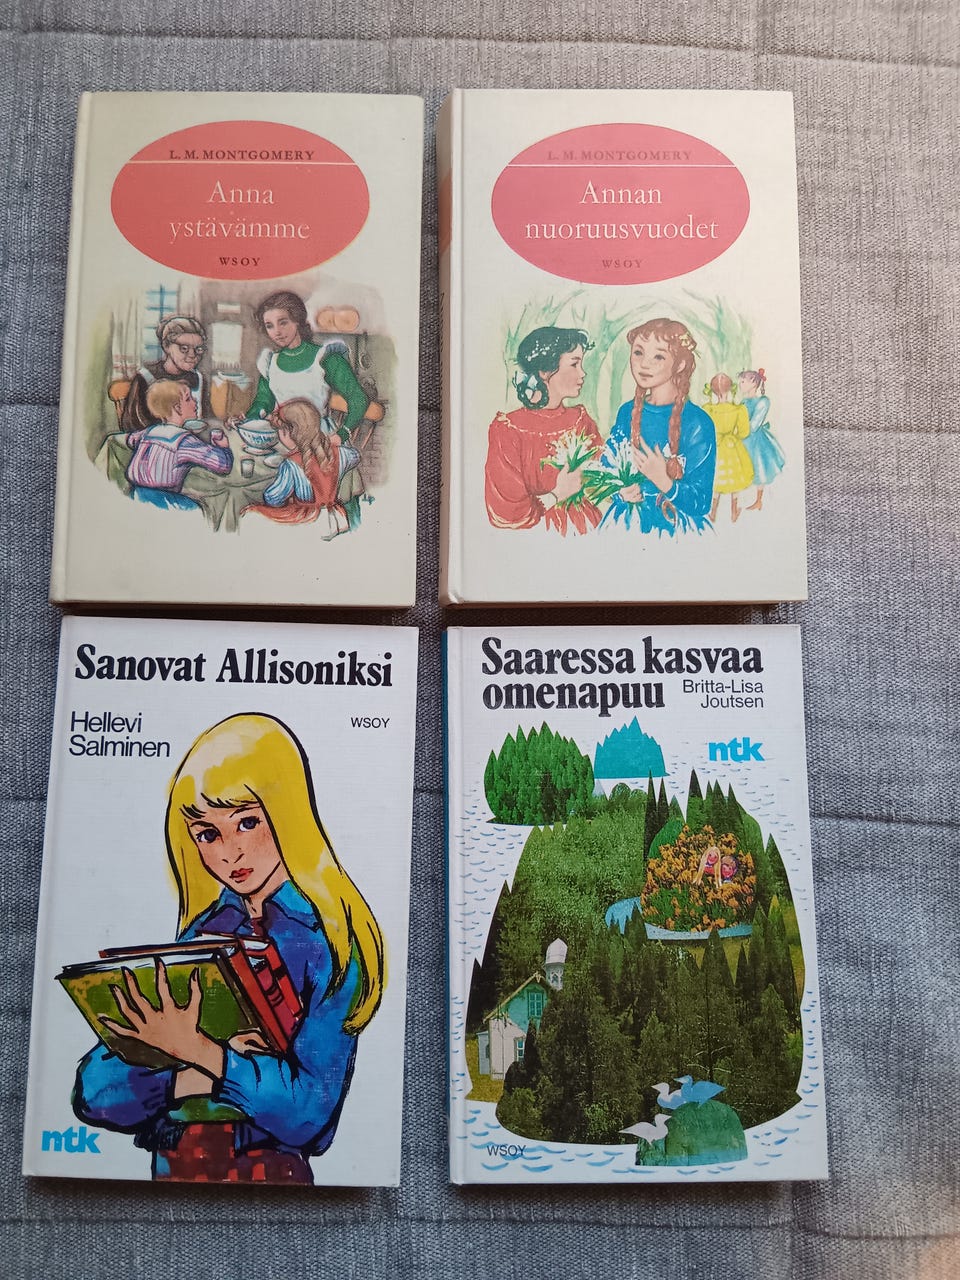 L. M. MONTGOMERY
Anna
ystävämme
WSOY
L. M. MONTGOMERY
Annan
nuoruusvuodet
WSOY
Sanovat Allisoniksi
Hellevi
Salminen
WSOY
ntk
Saaressa kasvaa
omenapuu
Britta-Lisa
Joutsen
ntk
WSOY